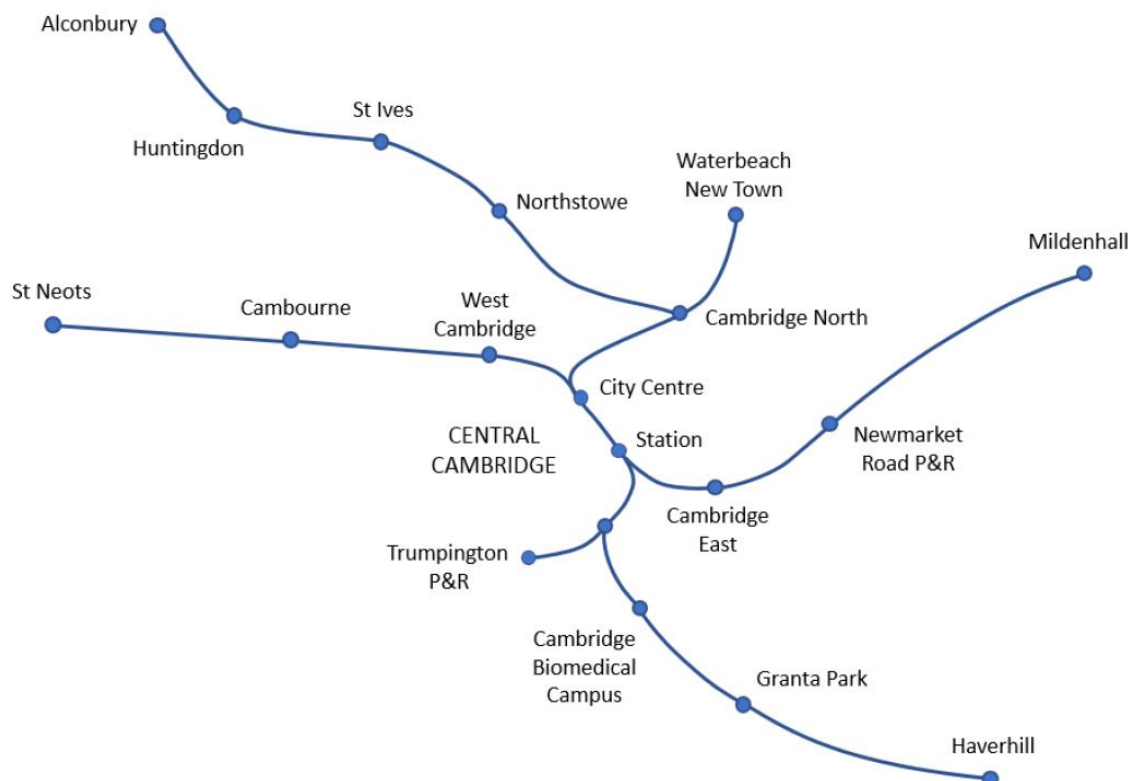 Alconbury
St Ives
Huntingdon
Waterbeach
New Town
Northstowe
Mildenhall
St Neots
Cambourne
West
Cambridge
Cambridge North
City Centre
CENTRAL
CAMBRIDGE
Station
Newmarket
Road P&R
Cambridge
East
Trumpington
P&R
Cambridge
Biomedical
Campus
Granta Park
Haverhill